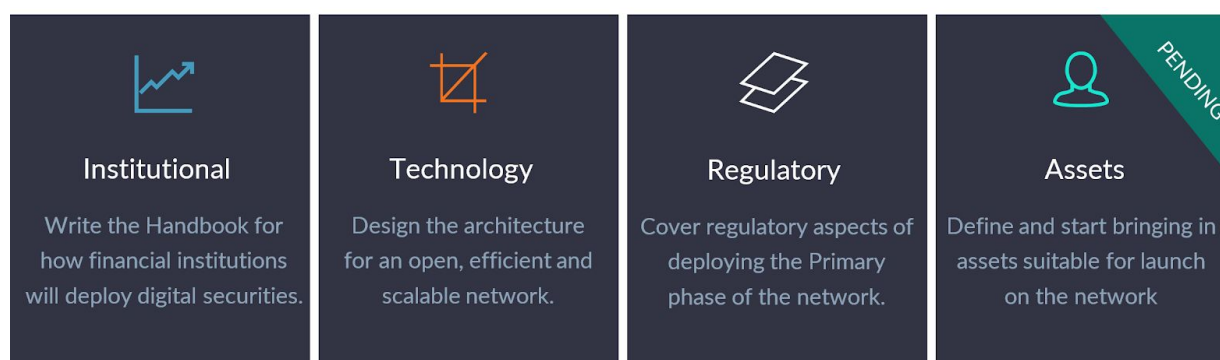 Institutional
Write the Handbook for
how financial institutions
will deploy digital securities.
Technology
Design the architecture
for an open, efficient and
scalable network.
Regulatory
Cover regulatory aspects of
deploying the Primary
phase of the network.
PENDING
Assets
Define and start bringing in
assets suitable for launch
on the network